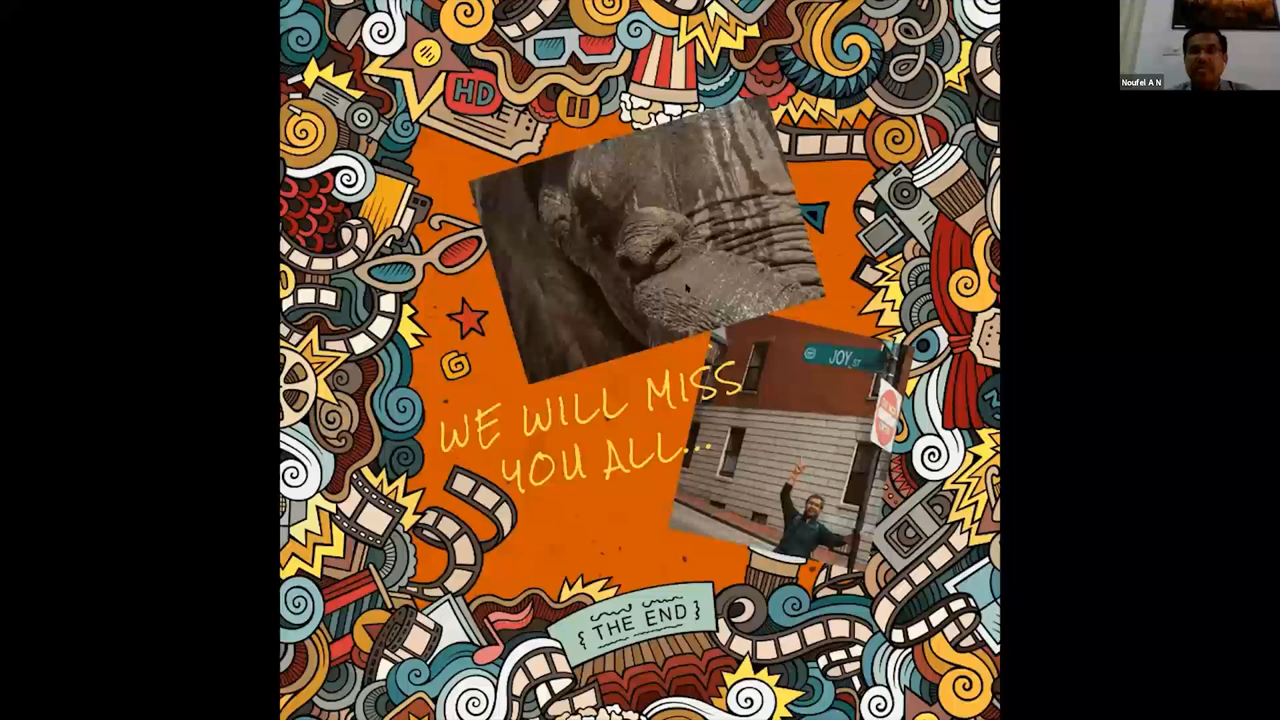 Noufel A N
HD
JOY ST
WE WILL MISS
YOU ALL...
{ THE END }